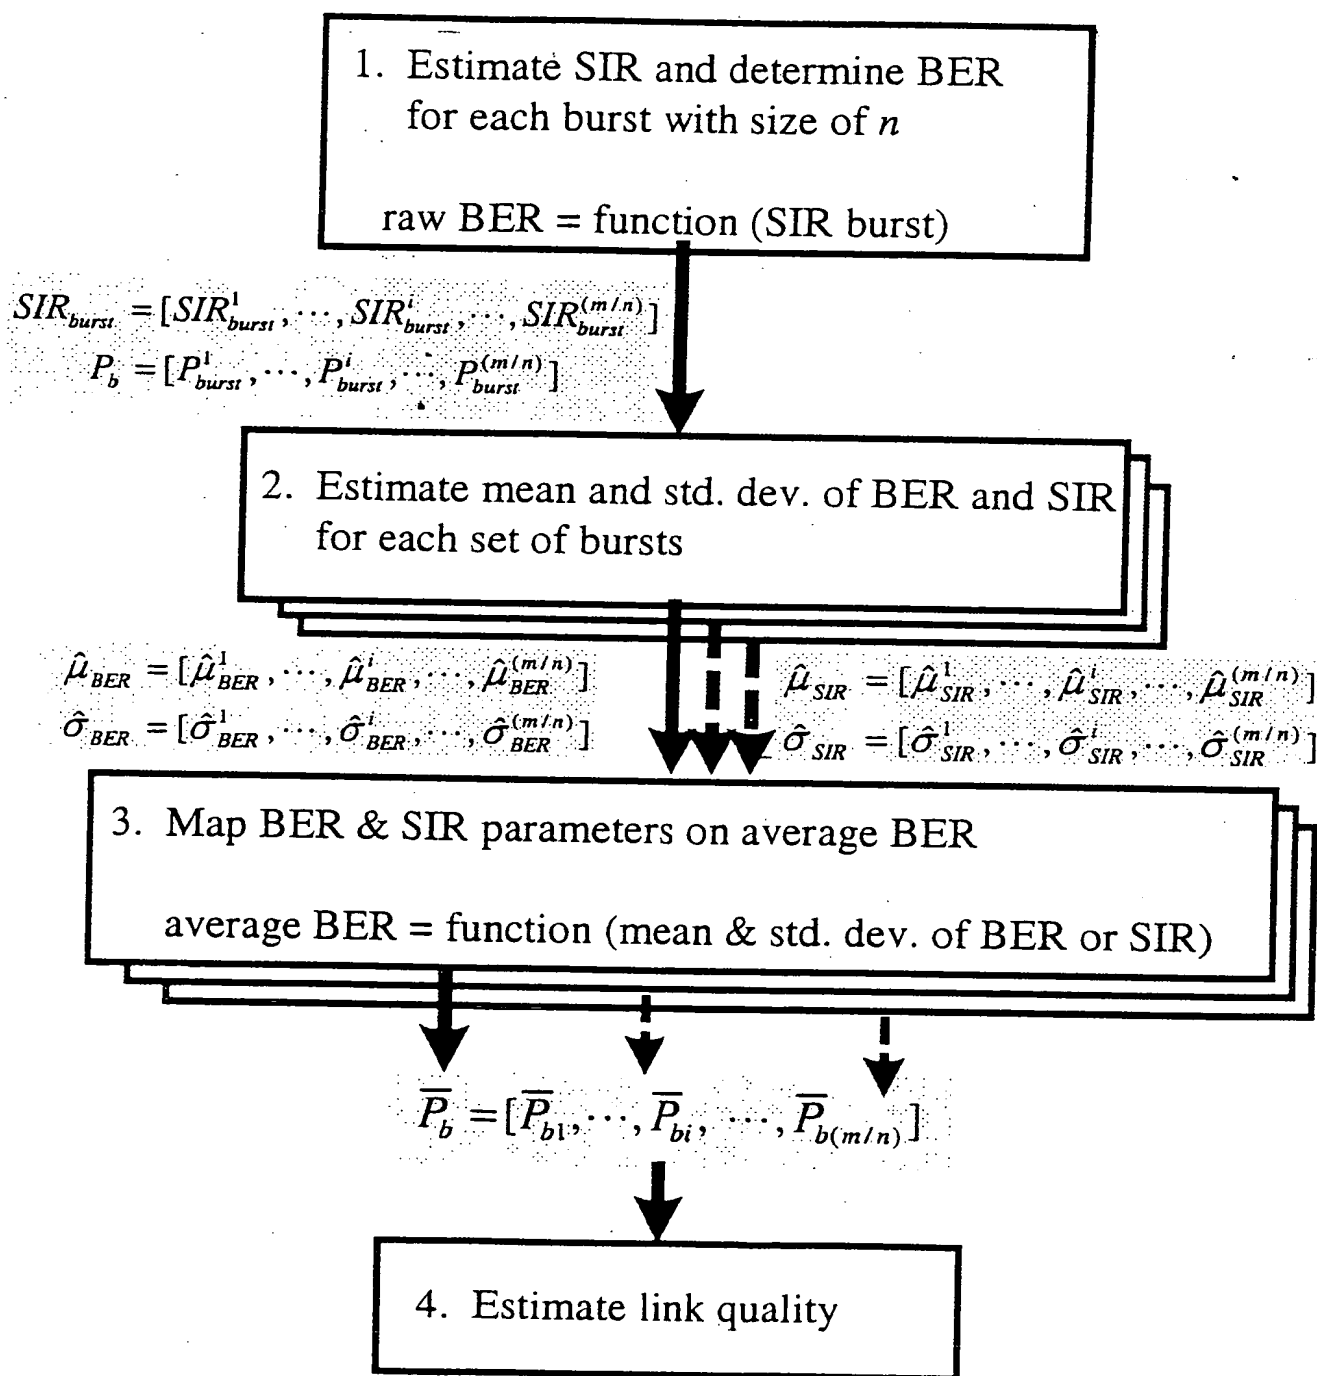 1. Estimate SIR and determine BER
for each burst with size of n
raw BER = function (SIR burst)
SIR_burst = [SIR^1_burst, ⋯, SIR^i_burst, ⋯, SIR^(m/n)_burst]
P_b = [P^1_burst, ⋯, P^i_burst, ⋯, P^(m/n)_burst]
2. Estimate mean and std. dev. of BER and SIR
for each set of bursts
μ̂_BER = [μ̂^1_BER, ⋯, μ̂^i_BER, ⋯, μ̂^(m/n)_BER]
σ̂_BER = [σ̂^1_BER, ⋯, σ̂^i_BER, ⋯, σ̂^(m/n)_BER]
μ̂_SIR = [μ̂^1_SIR, ⋯, μ̂^i_SIR, ⋯, μ̂^(m/n)_SIR]
σ̂_SIR = [σ̂^1_SIR, ⋯, σ̂^i_SIR, ⋯, σ̂^(m/n)_SIR]
3. Map BER & SIR parameters on average BER
average BER = function (mean & std. dev. of BER or SIR)
P̅_b = [P̅_b1, ⋯, P̅_bi, ⋯, P̅_b(m/n)]
4. Estimate link quality